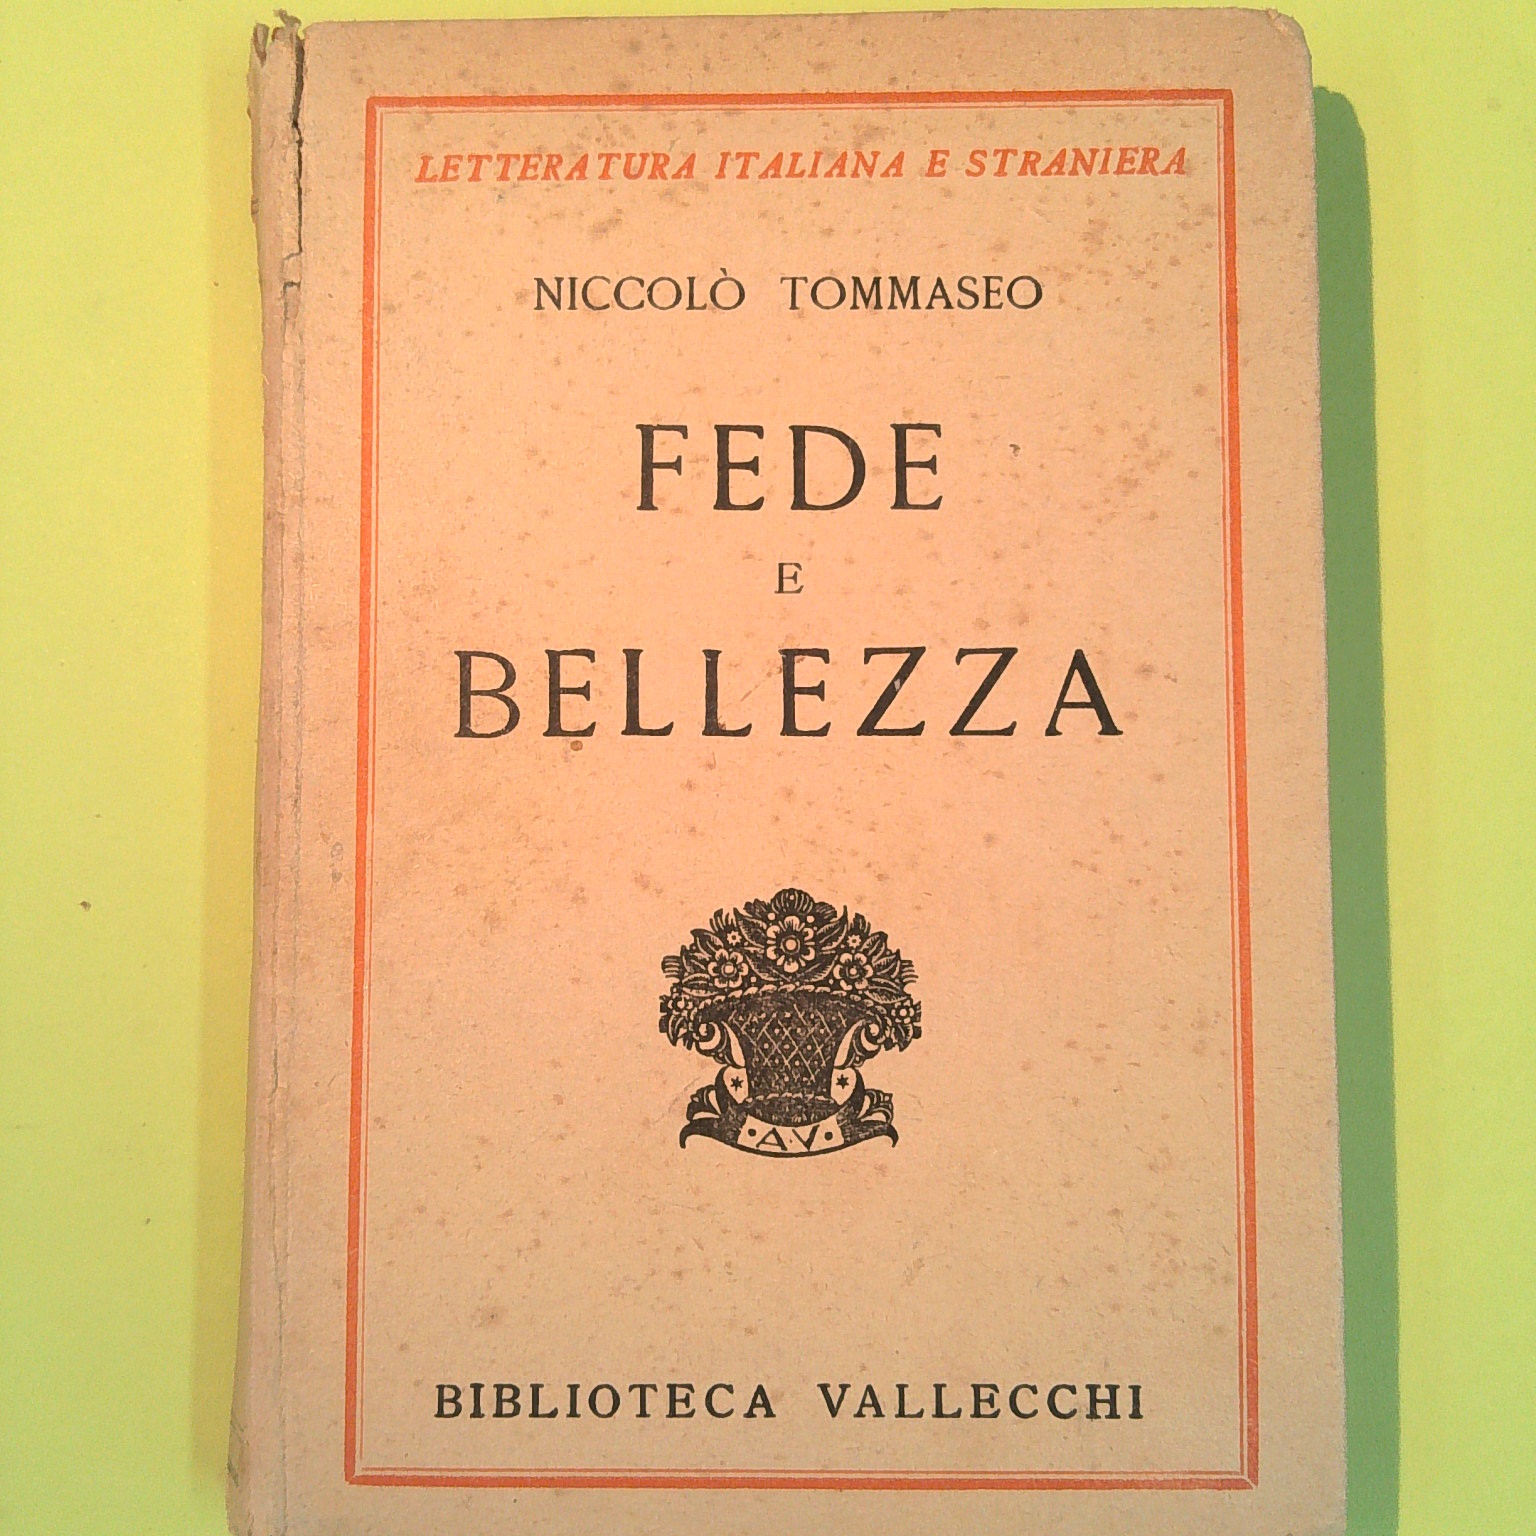 LETTERATURA ITALIANA E STRANIERA
NICCOLÒ TOMMASEO
FEDE
E
BELLEZZA
·A·V·
BIBLIOTECA VALLECCHI